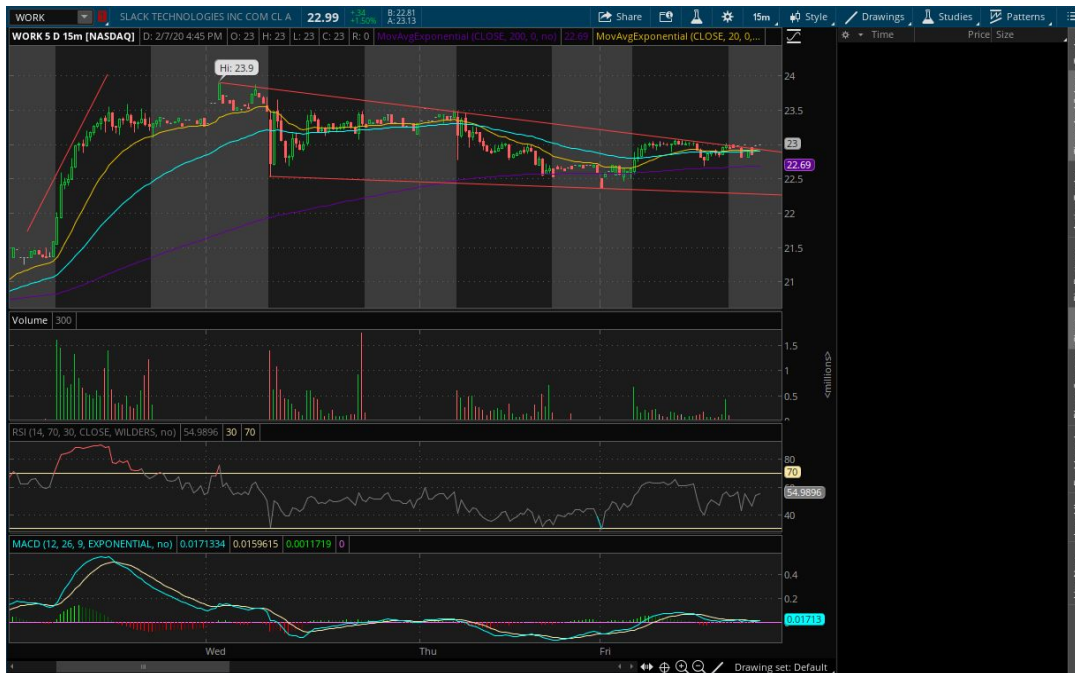 WORK SLACK TECHNOLOGIES INC COM CL A 22.99 +.34 +1.50% B: 22.81 A: 23.13 Share 15m Style Drawings Studies Patterns
WORK 5 D 15m [NASDAQ] D: 2/7/20 4:45 PM O: 23 H: 23 L: 23 C: 23 R: 0 MovAvgExponential (CLOSE, 200, 0, no) 22.69 MovAvgExponential (CLOSE, 20, 0,... Time Price Size
Hi: 23.9
24
23.5
23
22.69
22.5
22
21.5
21
Volume 300
1.5
1
0.5
<millions>
RSI (14, 70, 30, CLOSE, WILDERS, no) 54.9896 30 70
80
70
54.9896
40
MACD (12, 26, 9, EXPONENTIAL, no) 0.0171334 0.0159615 0.0011719 0
0.4
0.2
0.01713
Wed Thu Fri
Drawing set: Default